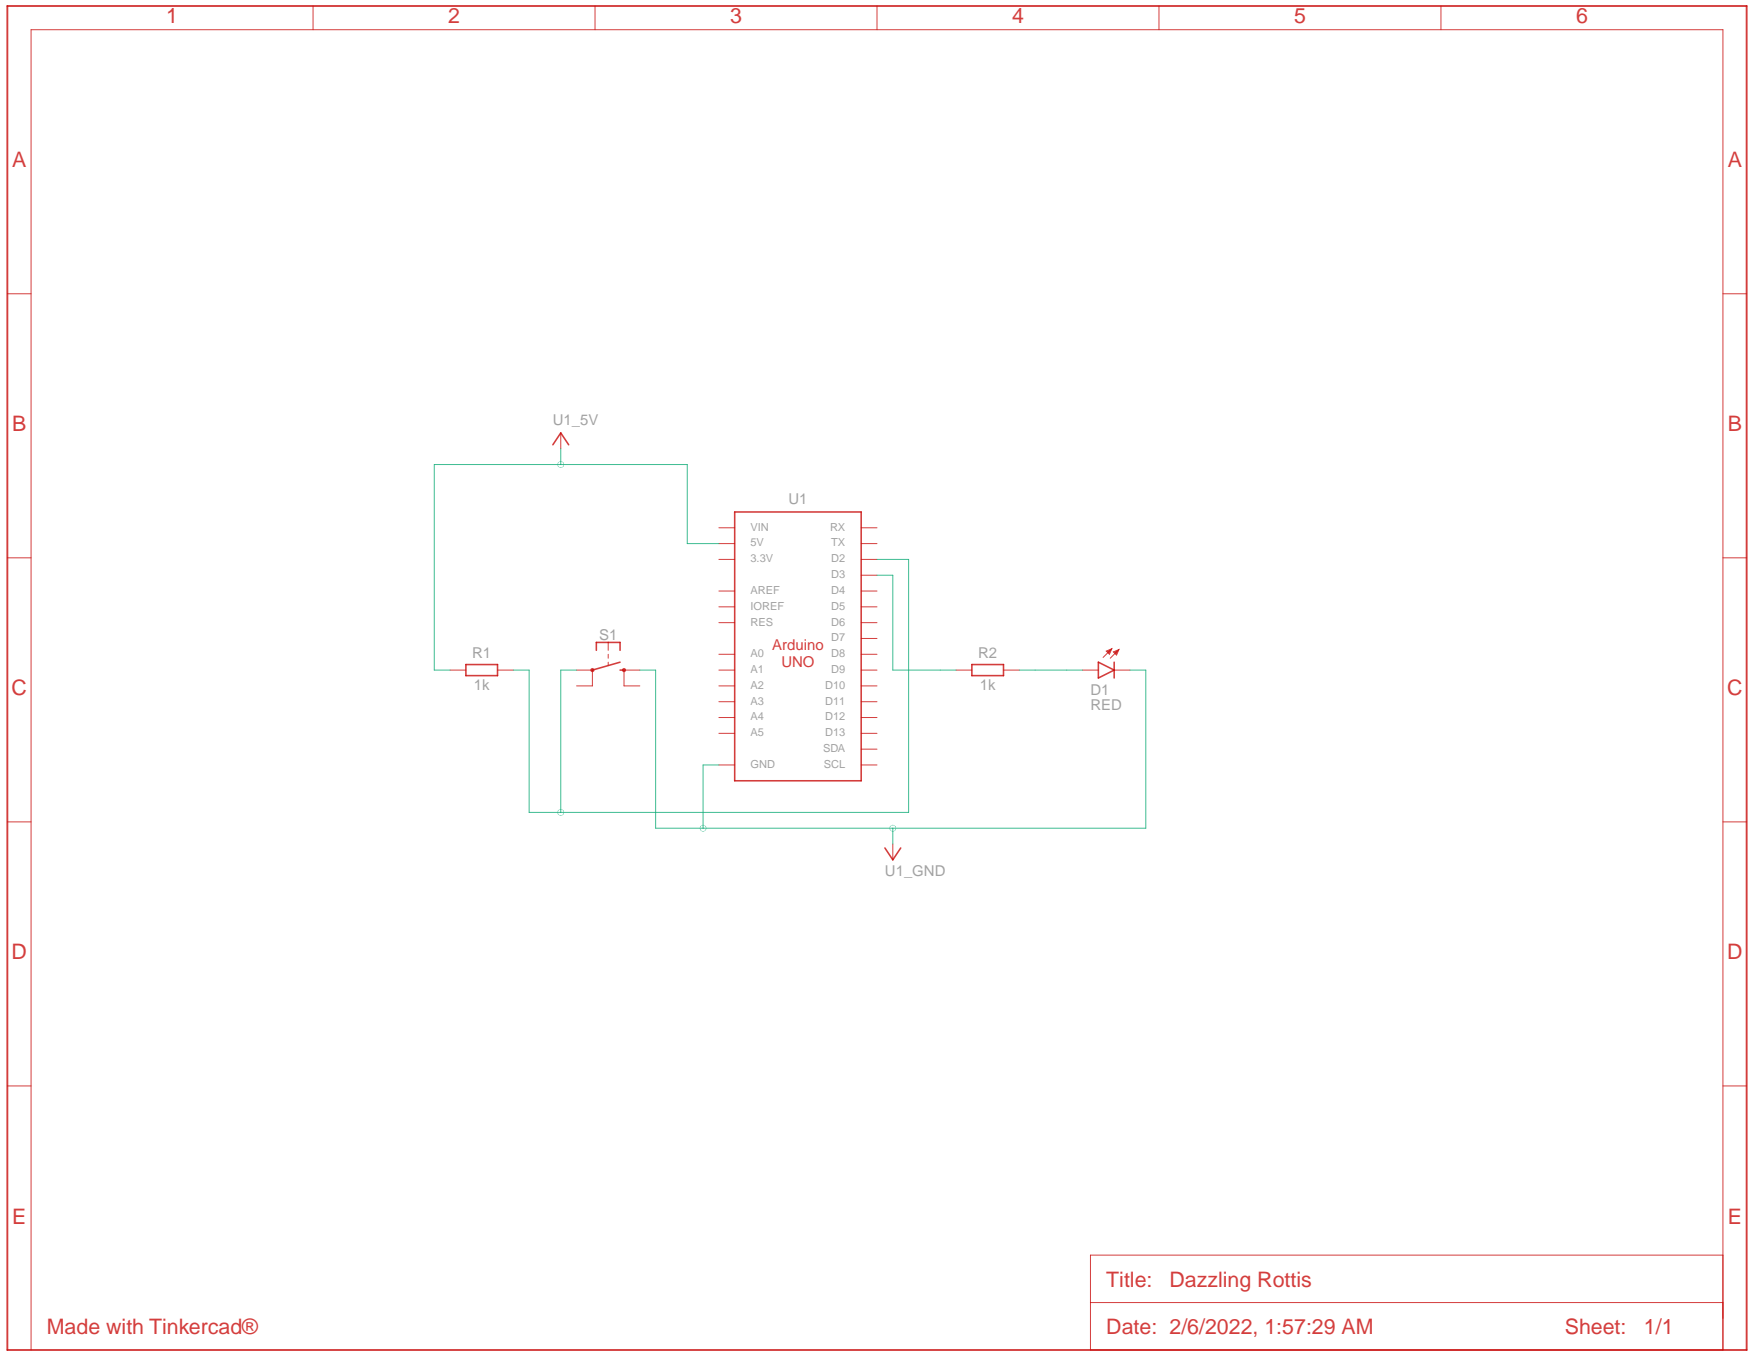 1 2 3 4 5 6
A A
B B
U1_5V
U1
VIN RX
5V TX
3.3V D2
D3
AREF D4
IOREF D5
RES D6
D7
S1
Arduino
UNO
A0 D8
A1 D9
A2 D10
A3 D11
A4 D12
A5 D13
SDA
GND SCL
R1
1k
R2
1k
D1
RED
C C
U1_GND
D D
E E
Title: Dazzling Rottis
Made with Tinkercad®
Date: 2/6/2022, 1:57:29 AM Sheet: 1/1